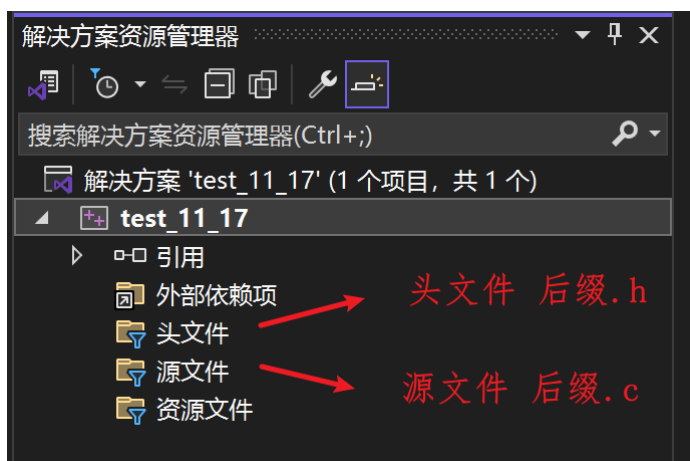 解决方案资源管理器
搜索解决方案资源管理器(Ctrl+;)
解决方案 'test_11_17' (1 个项目，共 1 个)
test_11_17
引用
外部依赖项
头文件
头文件 后缀.h
源文件
源文件 后缀.c
资源文件